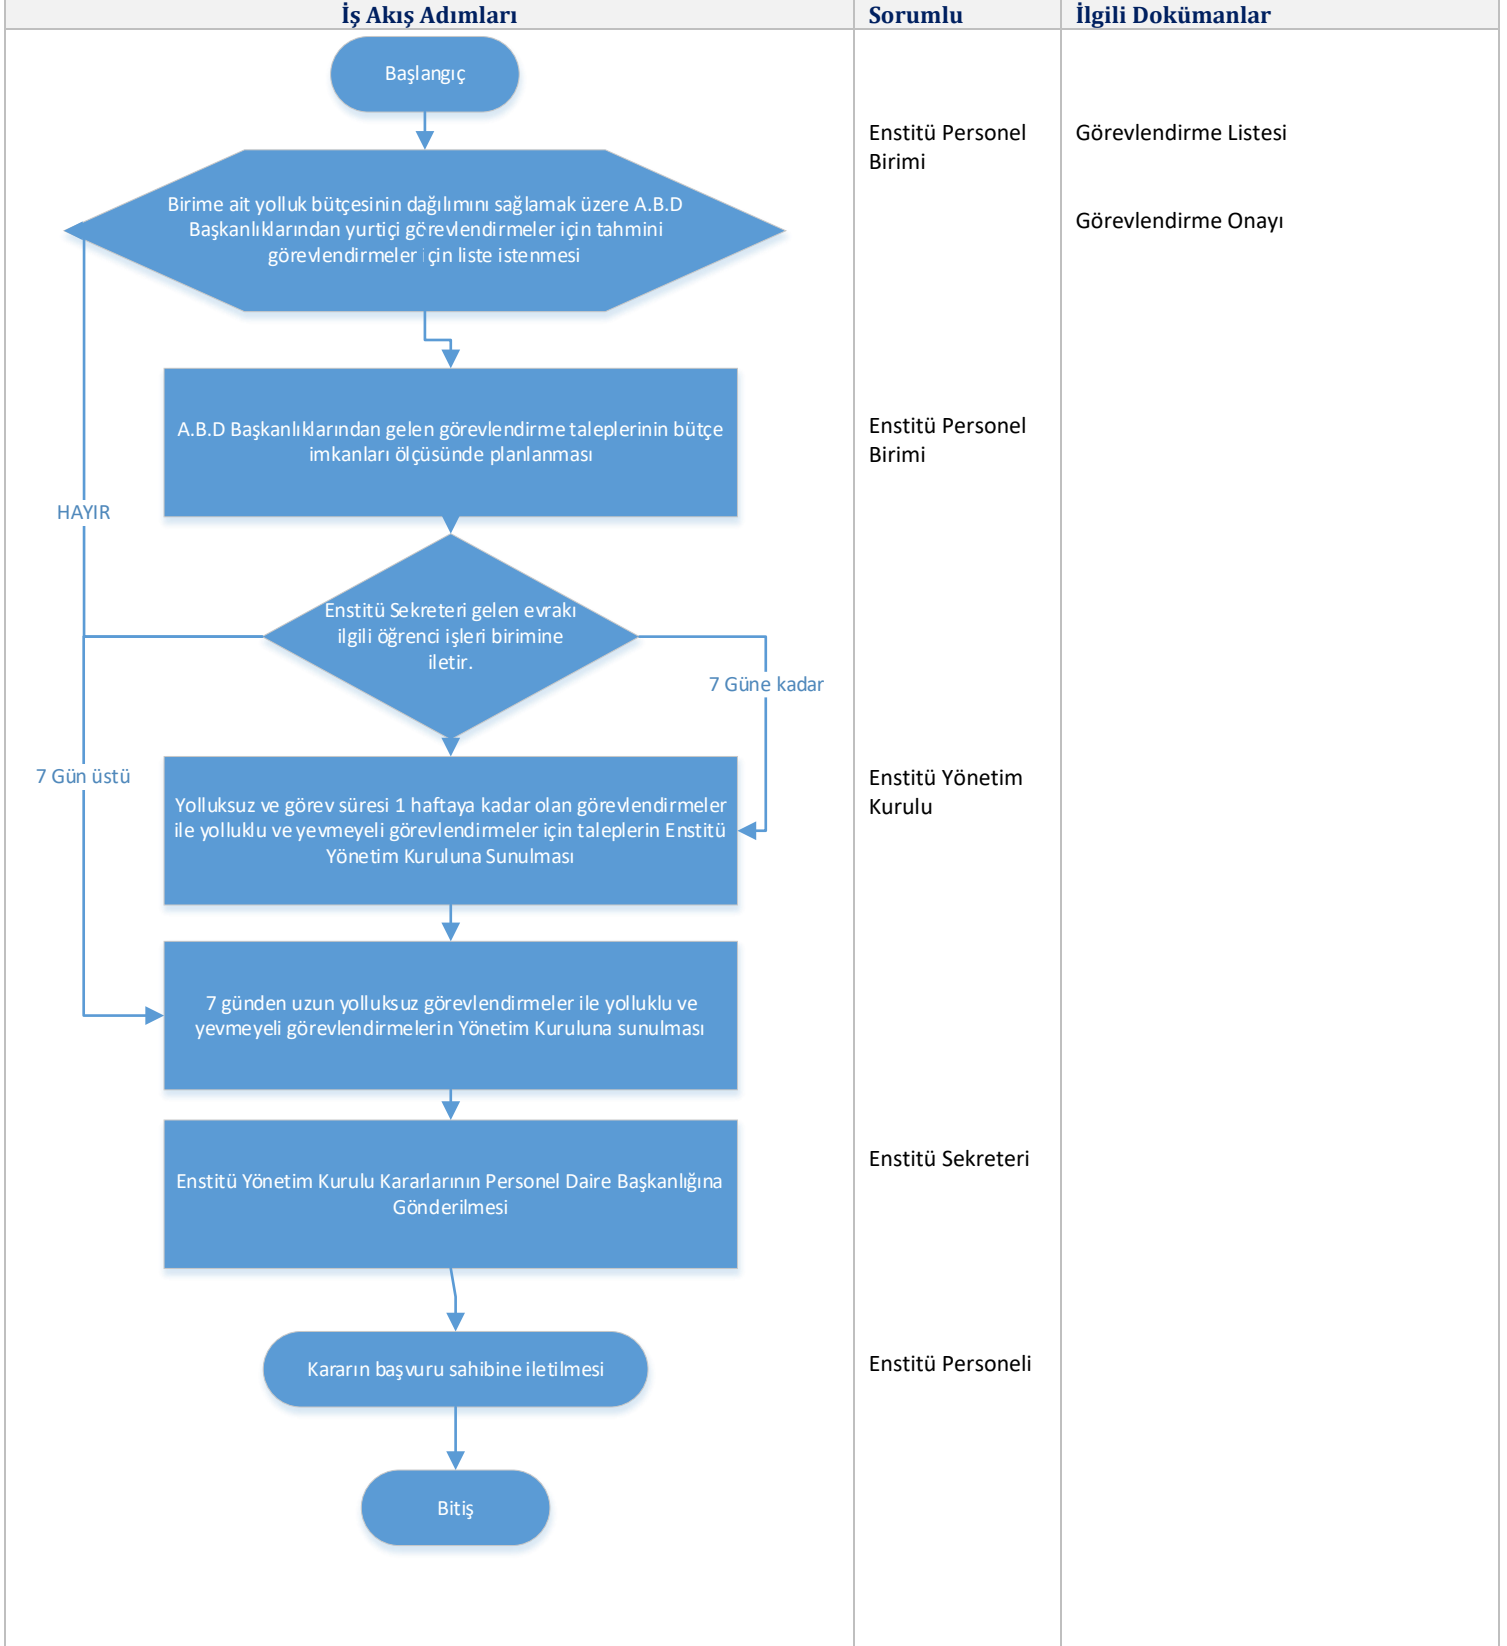 İş Akış Adımları
Sorumlu
İlgili Dokümanlar
Başlangıç
Enstitü Personel
Birimi
Görevlendirme Listesi
Birime ait yolluk bütçesinin dağılımını sağlamak üzere A.B.D
Başkanlıklarından yurtiçi görevlendirmeler için tahmini
görevlendirmeler için liste istenmesi
Görevlendirme Onayı
A.B.D Başkanlıklarından gelen görevlendirme taleplerinin bütçe
imkanları ölçüsünde planlanması
Enstitü Personel
Birimi
HAYIR
Enstitü Sekreteri gelen evrakı
ilgili öğrenci işleri birimine
iletir.
7 Güne kadar
7 Gün üstü
Yolluksuz ve görev süresi 1 haftaya kadar olan görevlendirmeler
ile yolluklu ve yevmeyeli görevlendirmeler için taleplerin Enstitü
Yönetim Kuruluna Sunulması
Enstitü Yönetim
Kurulu
7 günden uzun yolluksuz görevlendirmeler ile yolluklu ve
yevmeyeli görevlendirmelerin Yönetim Kuruluna sunulması
Enstitü Yönetim Kurulu Kararlarının Personel Daire Başkanlığına
Gönderilmesi
Enstitü Sekreteri
Kararın başvuru sahibine iletilmesi
Enstitü Personeli
Bitiş